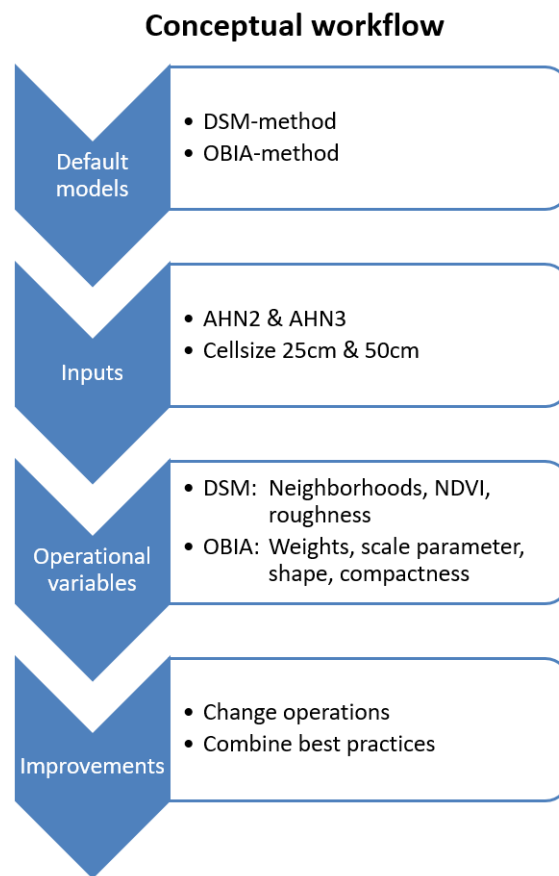 Conceptual workflow
Default
models
• DSM-method
• OBIA-method
Inputs
• AHN2 & AHN3
• Cellsize 25cm & 50cm
Operational
variables
• DSM: Neighborhoods, NDVI,
roughness
• OBIA: Weights, scale parameter,
shape, compactness
Improvements
• Change operations
• Combine best practices